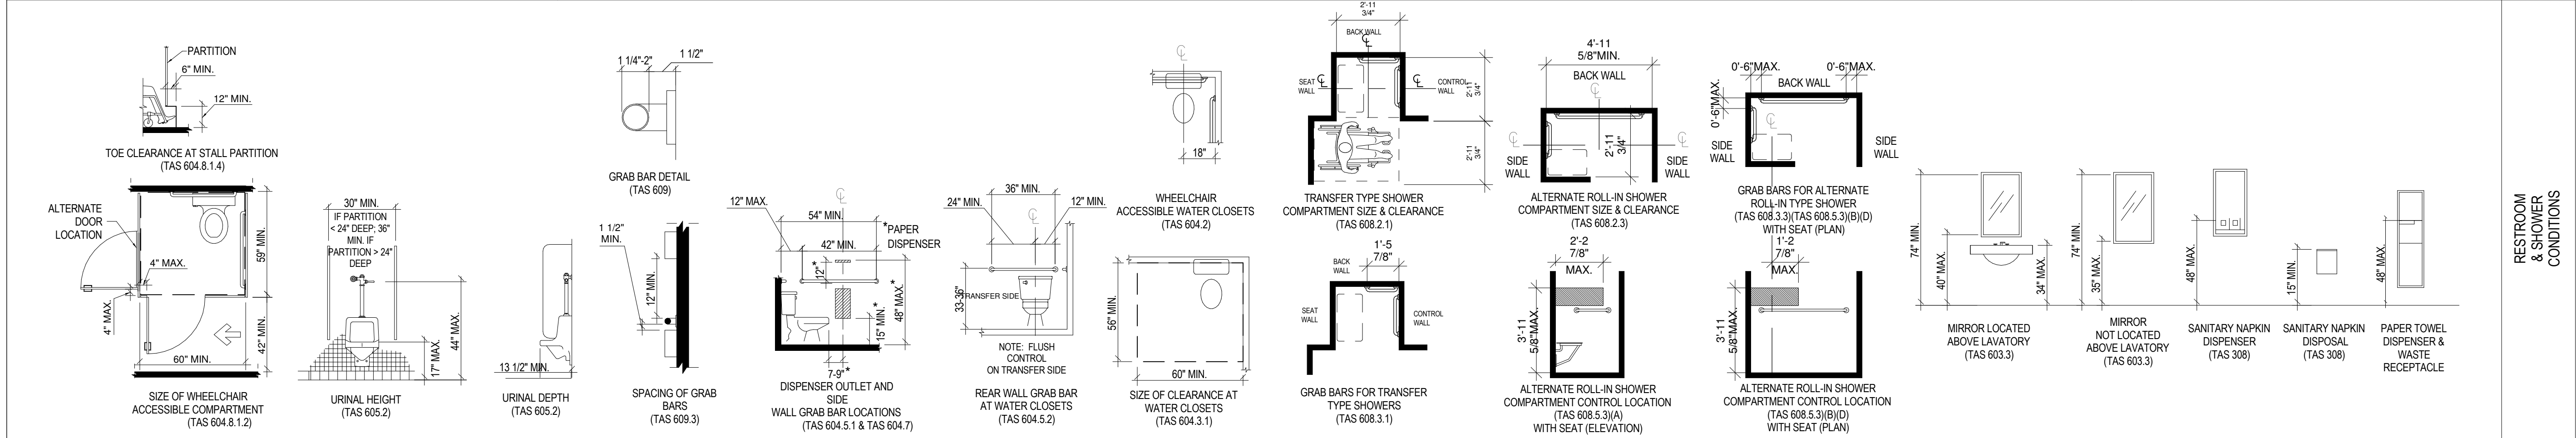 PARTITION
6" MIN.
12" MIN.
TOE CLEARANCE AT STALL PARTITION
(TAS 604.8.1.4)
ALTERNATE
DOOR
LOCATION
4" MAX.
4" MAX.
59" MIN.
42" MIN.
60" MIN.
SIZE OF WHEELCHAIR
ACCESSIBLE COMPARTMENT
(TAS 604.8.1.2)
30" MIN.
IF PARTITION
< 24" DEEP; 36"
MIN. IF
PARTITION > 24"
DEEP
17" MAX.
44" MAX.
URINAL HEIGHT
(TAS 605.2)
13 1/2" MIN.
URINAL DEPTH
(TAS 605.2)
1 1/4"-2"
1 1/2"
GRAB BAR DETAIL
(TAS 609)
1 1/2"
MIN.
12" MIN.
SPACING OF GRAB
BARS
(TAS 609.3)
℄
12" MAX.
54" MIN.
42" MIN.
*PAPER
DISPENSER
12"*
15" MIN.*
48" MAX.*
7-9"*
DISPENSER OUTLET AND
SIDE
WALL GRAB BAR LOCATIONS
(TAS 604.5.1 & TAS 604.7)
36" MIN.
24" MIN.
12" MIN.
℄
33-36"
TRANSFER SIDE
NOTE: FLUSH
CONTROL
ON TRANSFER SIDE
REAR WALL GRAB BAR
AT WATER CLOSETS
(TAS 604.5.2)
℄
18"
WHEELCHAIR
ACCESSIBLE WATER CLOSETS
(TAS 604.2)
56" MIN.
60" MIN.
SIZE OF CLEARANCE AT
WATER CLOSETS
(TAS 604.3.1)
2'-11
3/4"
BACK WALL
℄
SEAT
WALL
℄
℄
CONTROL
WALL
2'-11
3/4"
2'-11
3/4"
TRANSFER TYPE SHOWER
COMPARTMENT SIZE & CLEARANCE
(TAS 608.2.1)
1'-5
7/8"
BACK
WALL
SEAT
WALL
CONTROL
WALL
GRAB BARS FOR TRANSFER
TYPE SHOWERS
(TAS 608.3.1)
4'-11
5/8"MIN.
BACK WALL
℄
℄
℄
2'-11
3/4"
SIDE
WALL
SIDE
WALL
ALTERNATE ROLL-IN SHOWER
COMPARTMENT SIZE & CLEARANCE
(TAS 608.2.3)
2'-2
7/8"
MAX.
3'-11
5/8"MAX.
ALTERNATE ROLL-IN SHOWER
COMPARTMENT CONTROL LOCATION
(TAS 608.5.3)(A)
WITH SEAT (ELEVATION)
0'-6"MAX.
0'-6"MAX.
BACK WALL
0'-6"MAX.
℄
SIDE
WALL
SIDE
WALL
GRAB BARS FOR ALTERNATE
ROLL-IN TYPE SHOWER
(TAS 608.3.3)(TAS 608.5.3)(B)(D)
WITH SEAT (PLAN)
1'-2
7/8"
MAX.
3'-11
5/8"MAX.
ALTERNATE ROLL-IN SHOWER
COMPARTMENT CONTROL LOCATION
(TAS 608.5.3)(B)(D)
WITH SEAT (PLAN)
74" MIN.
40" MAX.
34" MAX.
MIRROR LOCATED
ABOVE LAVATORY
(TAS 603.3)
74" MIN.
35" MAX.
MIRROR
NOT LOCATED
ABOVE LAVATORY
(TAS 603.3)
48" MAX.
SANITARY NAPKIN
DISPENSER
(TAS 308)
15" MIN.
SANITARY NAPKIN
DISPOSAL
(TAS 308)
48" MAX.
PAPER TOWEL
DISPENSER &
WASTE
RECEPTACLE
RESTROOM
& SHOWER
CONDITIONS